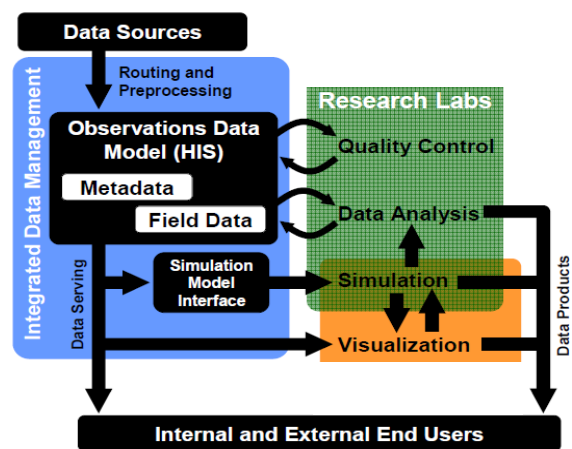 Data Sources
Routing and
Preprocessing
Integrated Data Management
Observations Data
Model (HIS)
Metadata
Field Data
Research Labs
Quality Control
Data Analysis
Data Serving
Simulation
Model
Interface
Simulation
Visualization
Data Products
Internal and External End Users